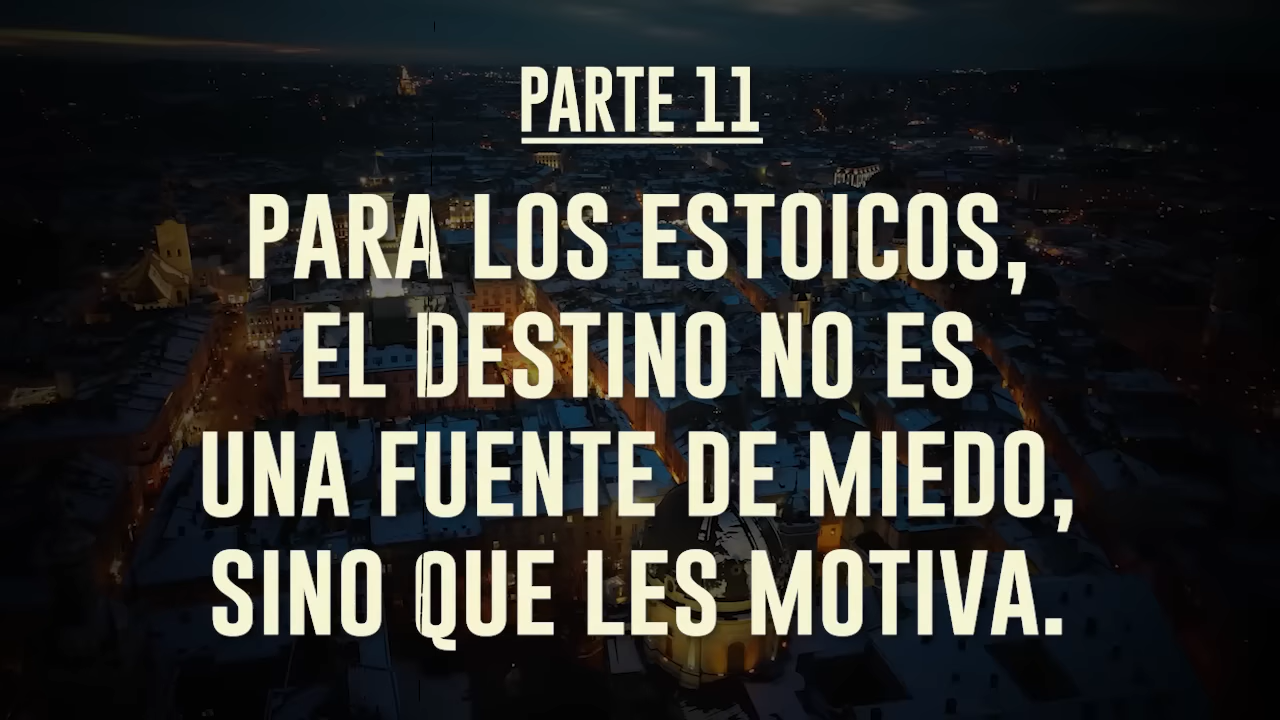 PARTE 11
PARA LOS ESTOICOS,
EL DESTINO NO ES
UNA FUENTE DE MIEDO,
SINO QUE LES MOTIVA.